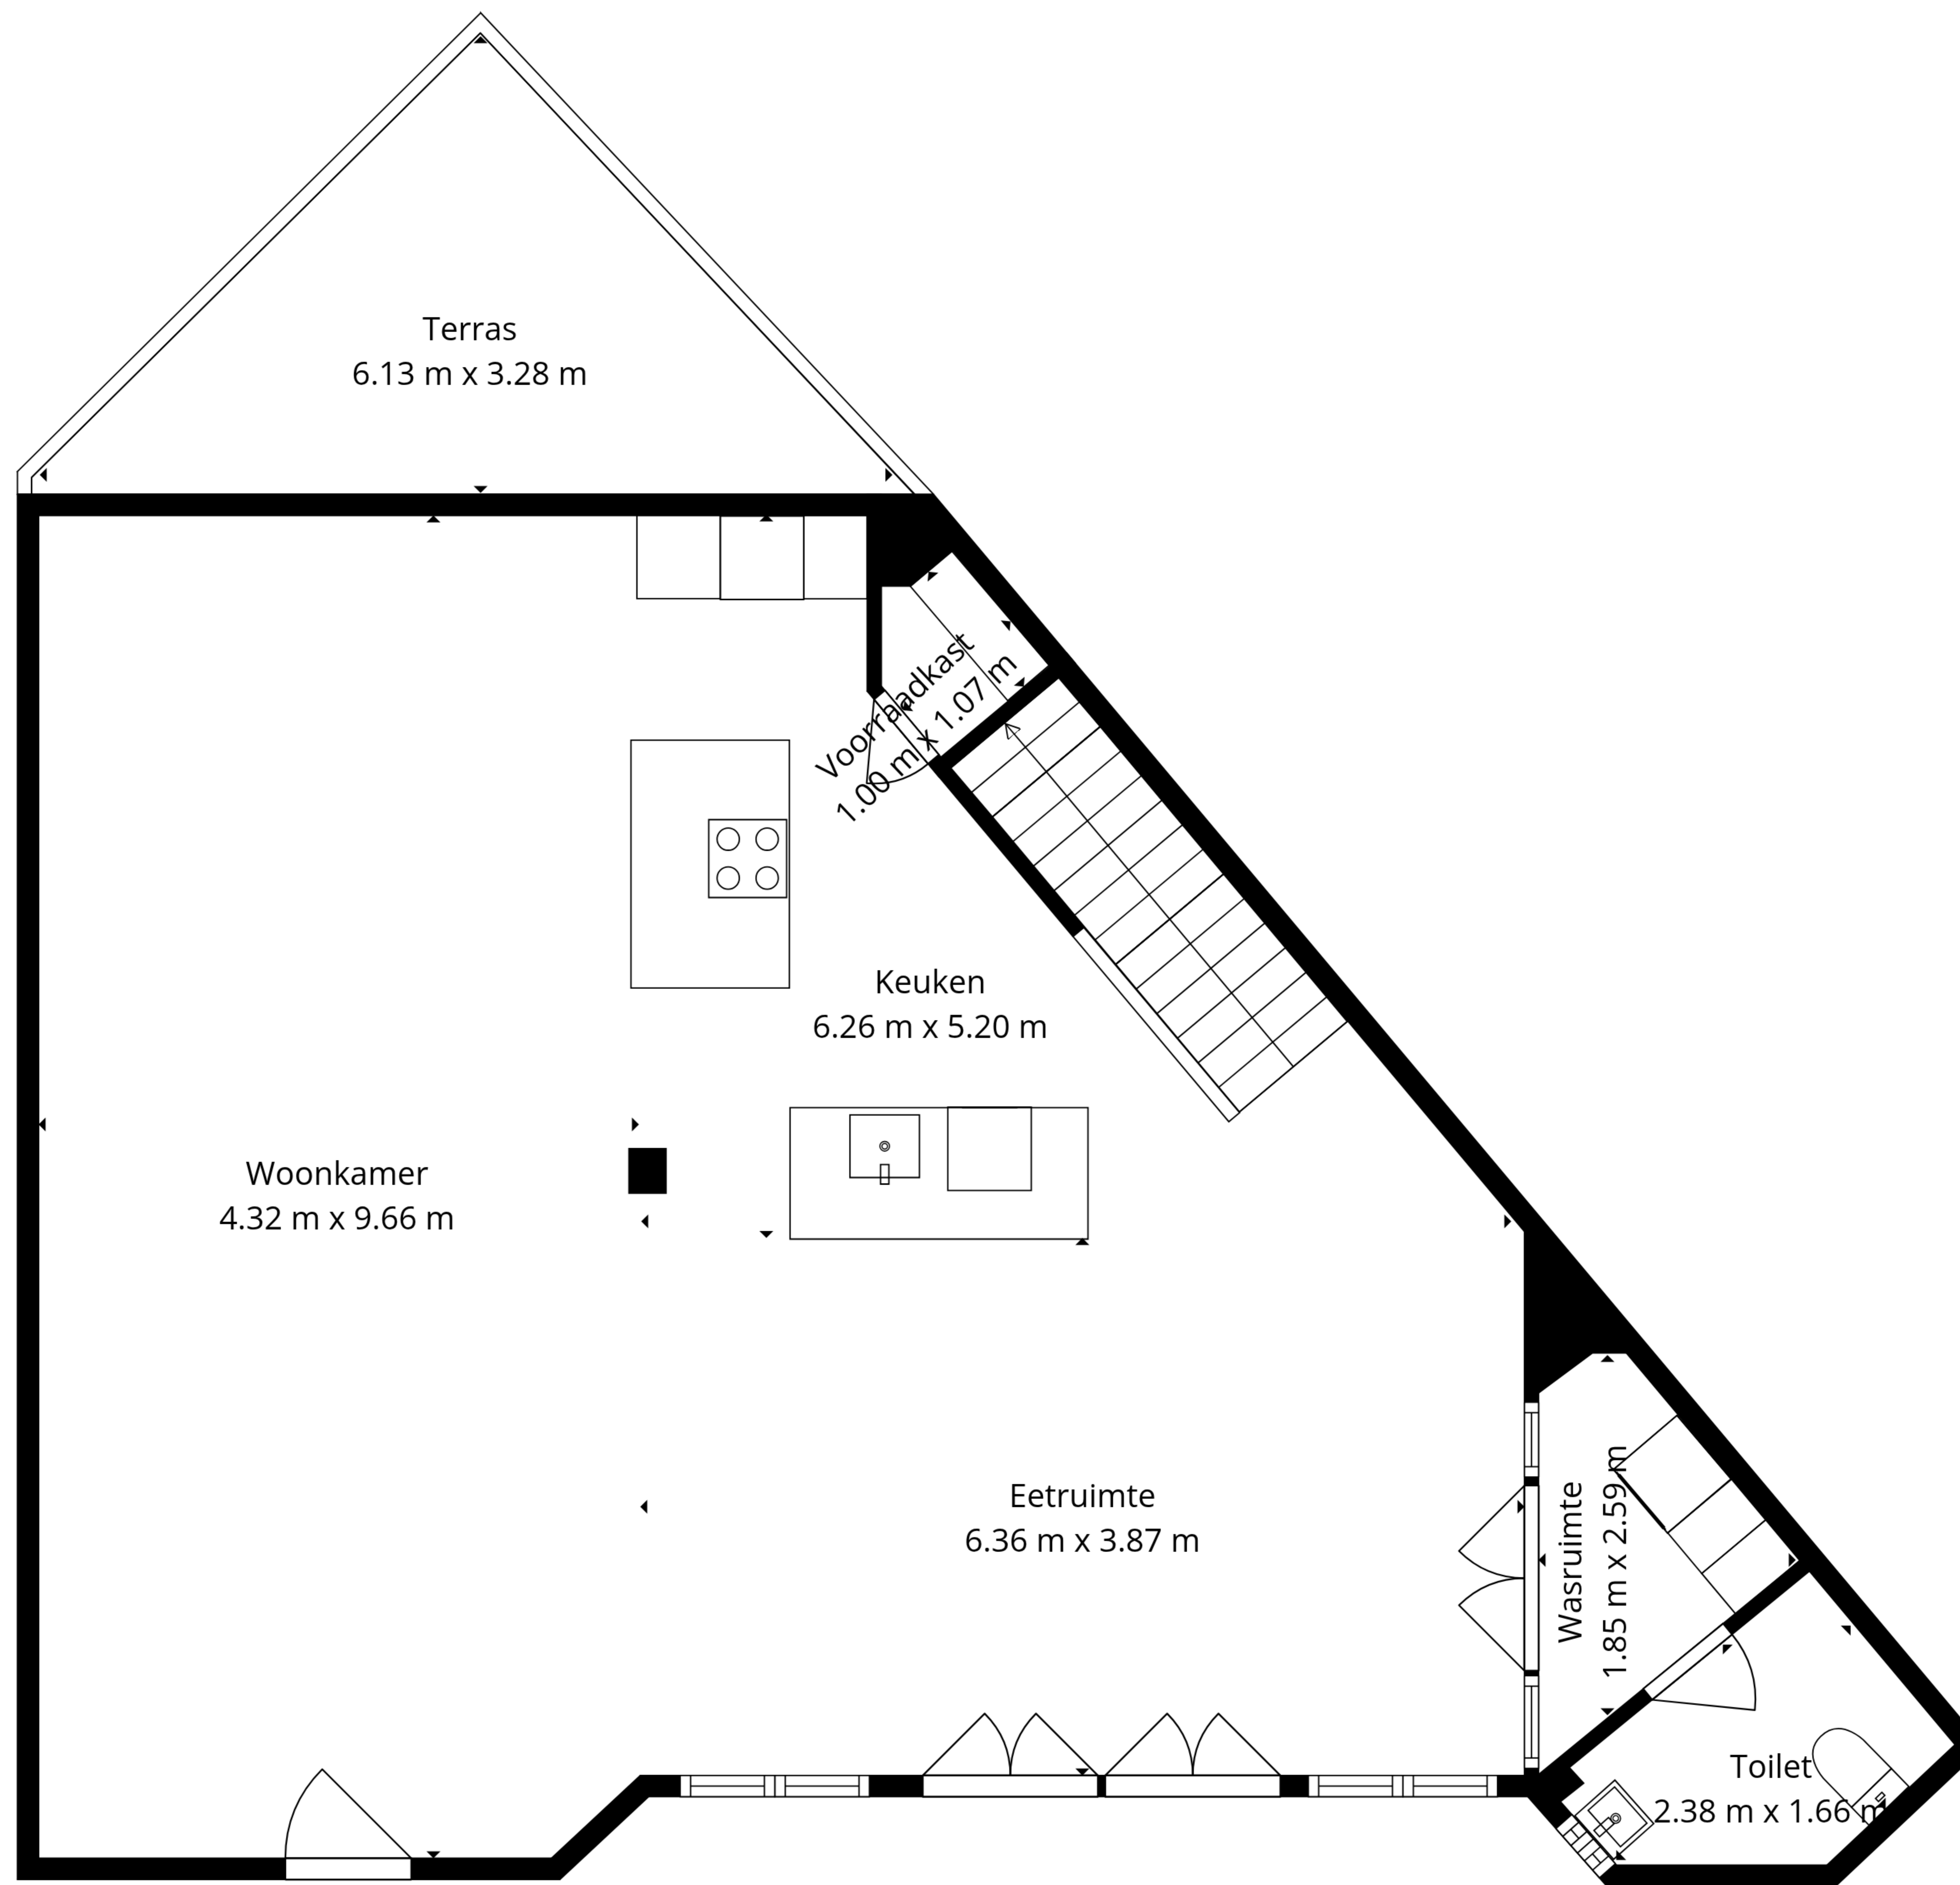 Terras
6.13 m x 3.28 m
Voorraadkast
1.00 m x 1.07 m
Keuken
6.26 m x 5.20 m
Woonkamer
4.32 m x 9.66 m
Eetruimte
6.36 m x 3.87 m
Wasruimte
1.85 m x 2.59 m
Toilet
2.38 m x 1.66 m